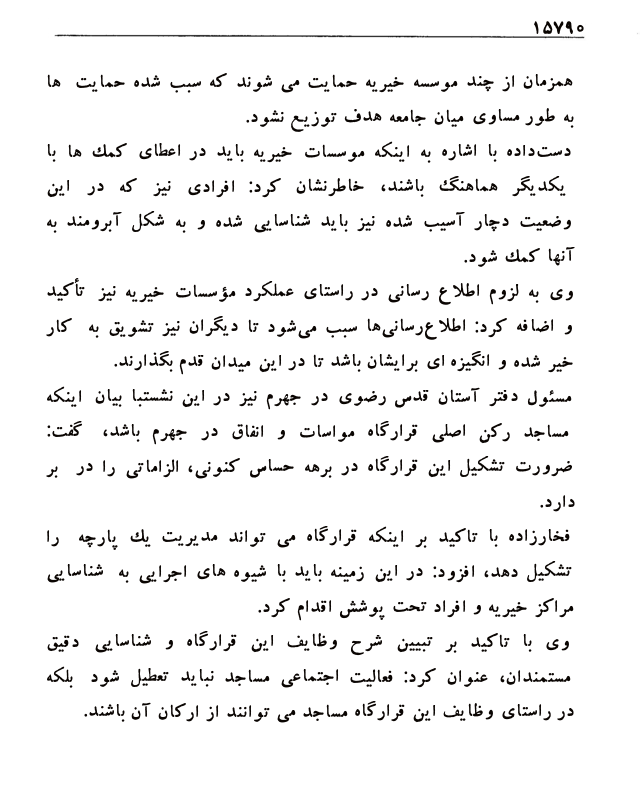 ۱۵۷۹۰
همزمان از چند موسسه خیریه حمایت می شوند که سبب شده حمایت ها
به طور مساوی میان جامعه هدف توزیع نشود.
دست‌داده با اشاره به اینکه موسسات خیریه باید در اعطای کمك ها با
یکدیگر هماهنگ باشند، خاطرنشان کرد: افرادی نیز که در این
وضعیت دچار آسیب شده نیز باید شناسایی شده و به شکل آبرومند به
آنها کمك شود.
وی به لزوم اطلاع رسانی در راستای عملکرد مؤسسات خیریه نیز تأکید
و اضافه کرد: اطلاع‌رسانی‌ها سبب می‌شود تا دیگران نیز تشویق به کار
خیر شده و انگیزه ای برایشان باشد تا در این میدان قدم بگذارند.
مسئول دفتر آستان قدس رضوی در جهرم نیز در این نشستبا بیان اینکه
مساجد رکن اصلی قرارگاه مواسات و انفاق در جهرم باشد، گفت:
ضرورت تشکیل این قرارگاه در برهه حساس کنونی، الزاماتی را در بر
دارد.
فخارزاده با تاکید بر اینکه قرارگاه می تواند مدیریت یك پارچه را
تشکیل دهد، افزود: در این زمینه باید با شیوه های اجرایی به شناسایی
مراکز خیریه و افراد تحت پوشش اقدام کرد.
وی با تاکید بر تبیین شرح وظایف این قرارگاه و شناسایی دقیق
مستمندان، عنوان کرد: فعالیت اجتماعی مساجد نباید تعطیل شود بلکه
در راستای وظایف این قرارگاه مساجد می توانند از ارکان آن باشند.